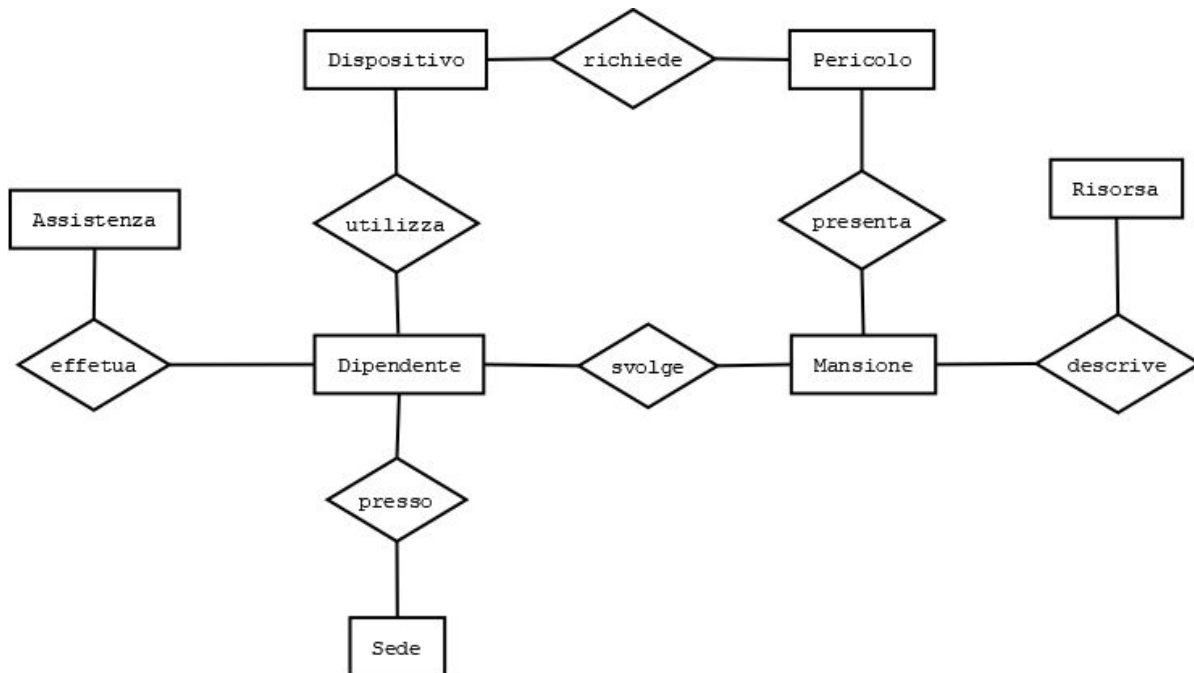 Dispositivo
richiede
Pericolo
Risorsa
Assistenza
utilizza
presenta
effetua
Dipendente
svolge
Mansione
descrive
presso
Sede